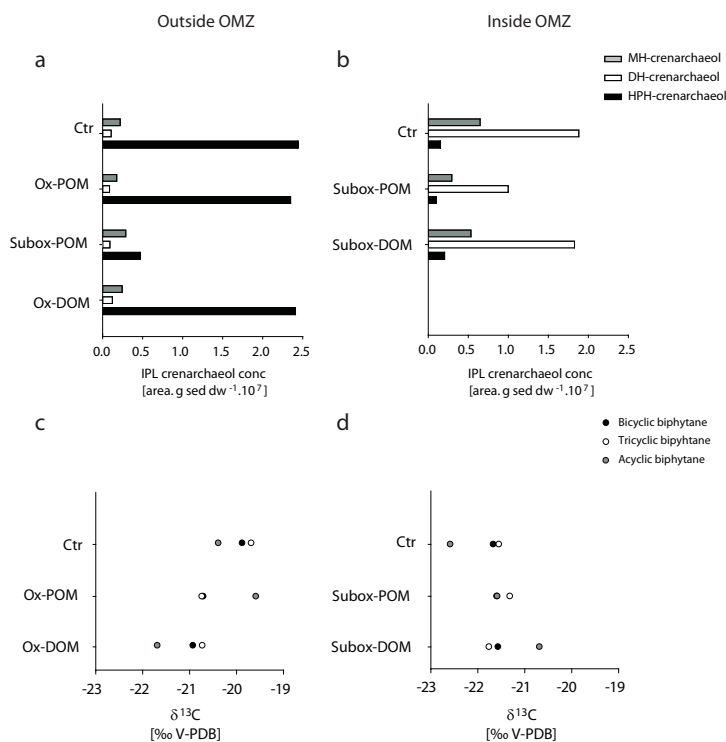 Outside OMZ
Inside OMZ
a
b
MH-crenarchaeol
DH-crenarchaeol
HPH-crenarchaeol
Ctr
Ox-POM
Subox-POM
Ox-DOM
0.0 0.5 1.0 1.5 2.0 2.5
IPL crenarchaeol conc
[area. g sed dw -1.10 7]
Ctr
Subox-POM
Subox-DOM
0.0 0.5 1.0 1.5 2.0 2.5
IPL crenarchaeol conc
[area. g sed dw -1.10 7]
c
d
Bicyclic biphytane
Tricyclic bipyhtane
Acyclic biphytane
Ctr
Ox-POM
Ox-DOM
-23 -22 -21 -20 -19
δ13C
[‰ V-PDB]
Ctr
Subox-POM
Subox-DOM
-23 -22 -21 -20 -19
δ13C
[‰ V-PDB]